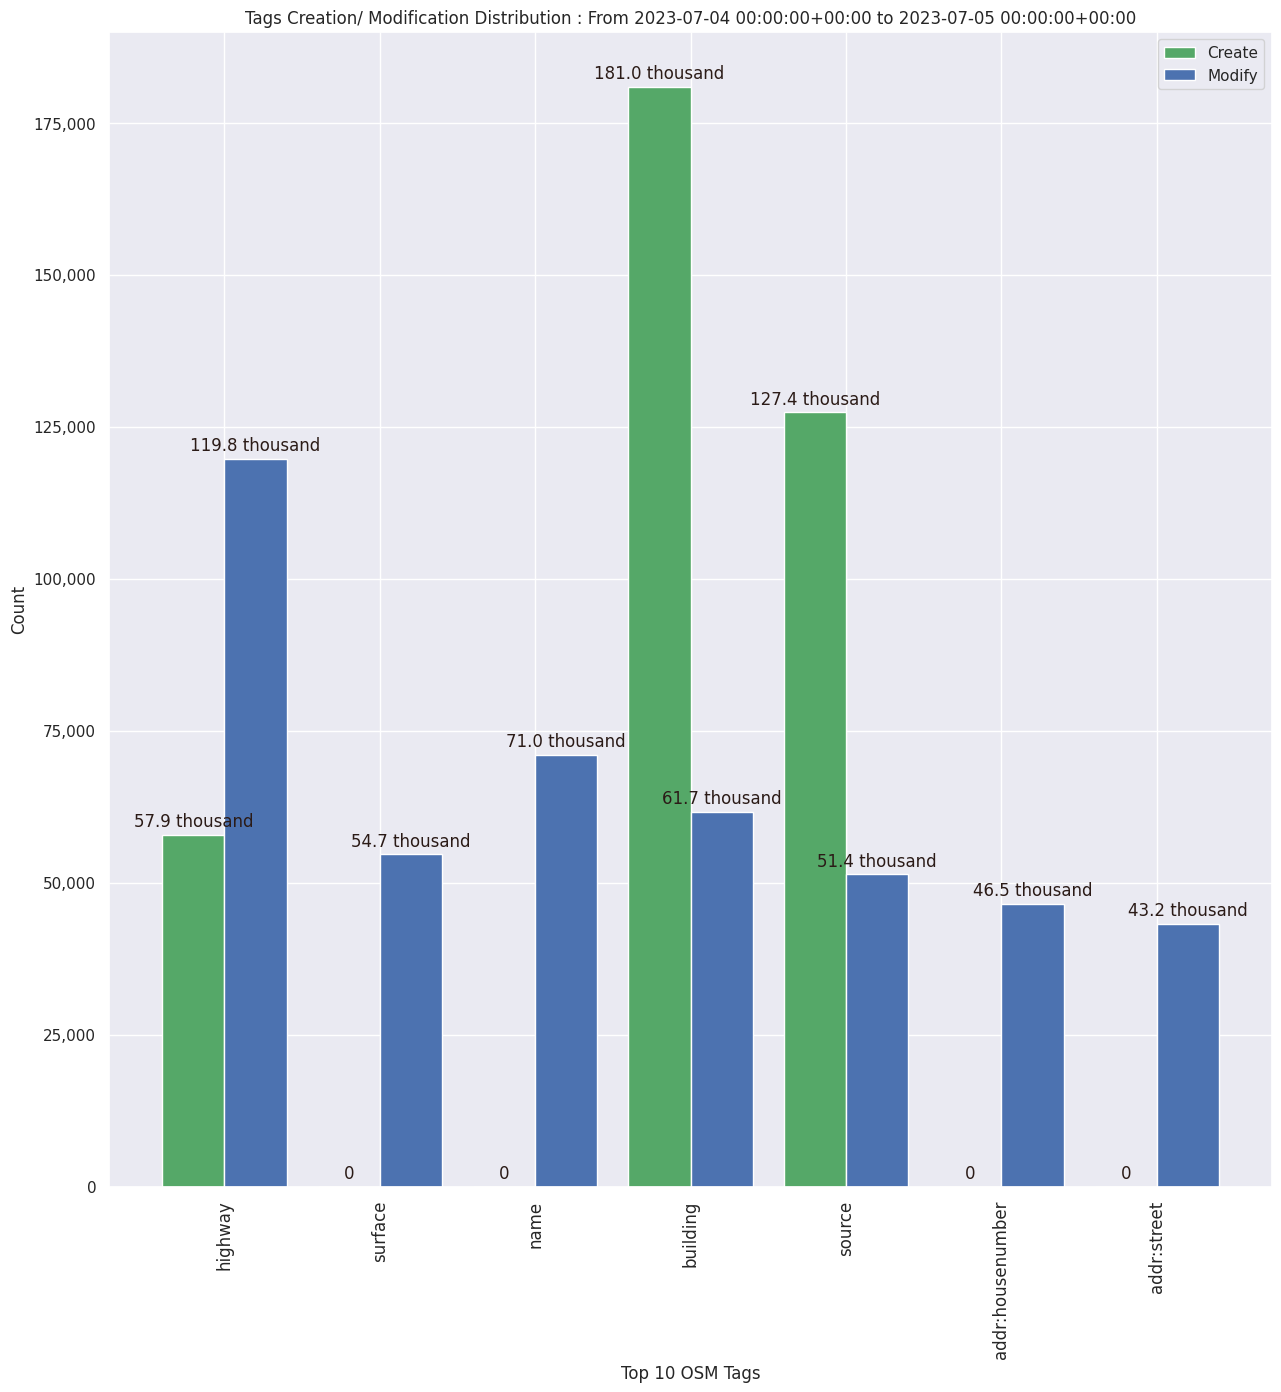 Tags Creation/ Modification Distribution : From 2023-07-04 00:00:00+00:00 to 2023-07-05 00:00:00+00:00
Create
Modify
Count
175,000
150,000
125,000
100,000
75,000
50,000
25,000
0
57.9 thousand
119.8 thousand
0
54.7 thousand
0
71.0 thousand
181.0 thousand
61.7 thousand
127.4 thousand
51.4 thousand
0
46.5 thousand
0
43.2 thousand
highway
surface
name
building
source
addr:housenumber
addr:street
Top 10 OSM Tags